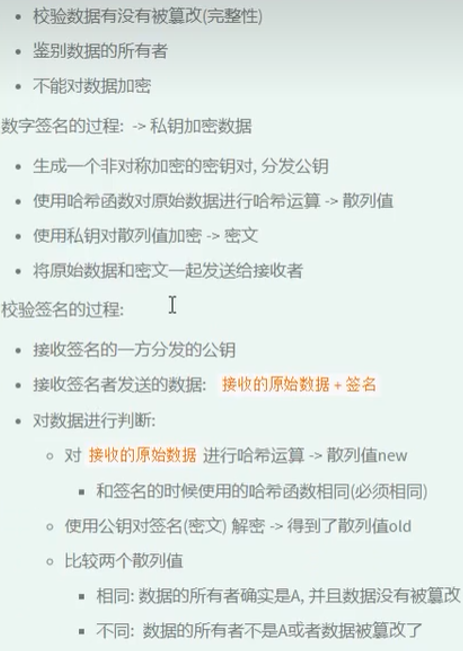 校验数据有没有被篡改(完整性)
鉴别数据的所有者
不能对数据加密
数字签名的过程: -> 私钥加密数据
生成一个非对称加密的密钥对, 分发公钥
使用哈希函数对原始数据进行哈希运算 -> 散列值
使用私钥对散列值加密 -> 密文
将原始数据和密文一起发送给接收者
校验签名的过程:
接收签名的一方分发的公钥
接收签名者发送的数据: 接收的原始数据 + 签名
对数据进行判断:
对 接收的原始数据 进行哈希运算 -> 散列值new
和签名的时候使用的哈希函数相同(必须相同)
使用公钥对签名(密文) 解密 -> 得到了散列值old
比较两个散列值
相同: 数据的所有者确实是A, 并且数据没有被篡改
不同: 数据的所有者不是A或者数据被篡改了